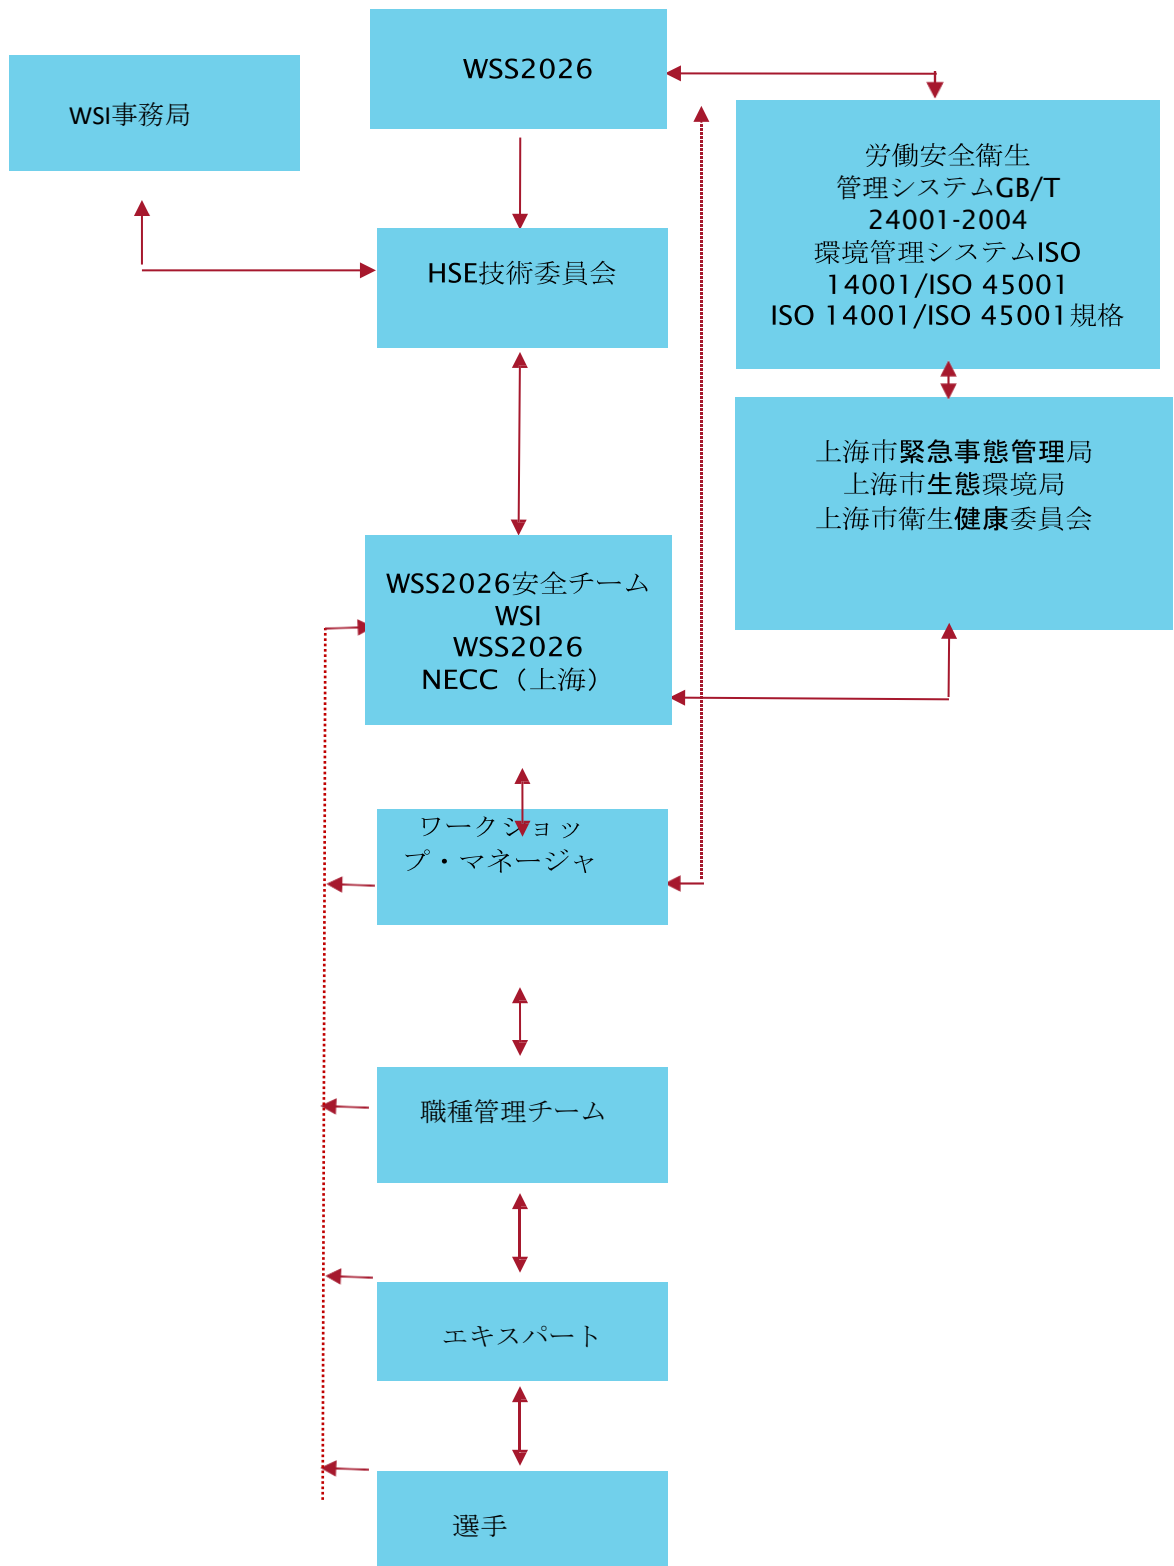 WSS2026
WSI事務局
労働安全衛生
管理システムGB/T
24001-2004
環境管理システムISO
14001/ISO 45001
ISO 14001/ISO 45001規格
HSE技術委員会
上海市緊急事態管理局
上海市生態環境局
上海市衛生健康委員会
WSS2026安全チーム
WSI
WSS2026
NECC（上海）
ワークショッ
プ・マネージャ
職種管理チーム
エキスパート
選手